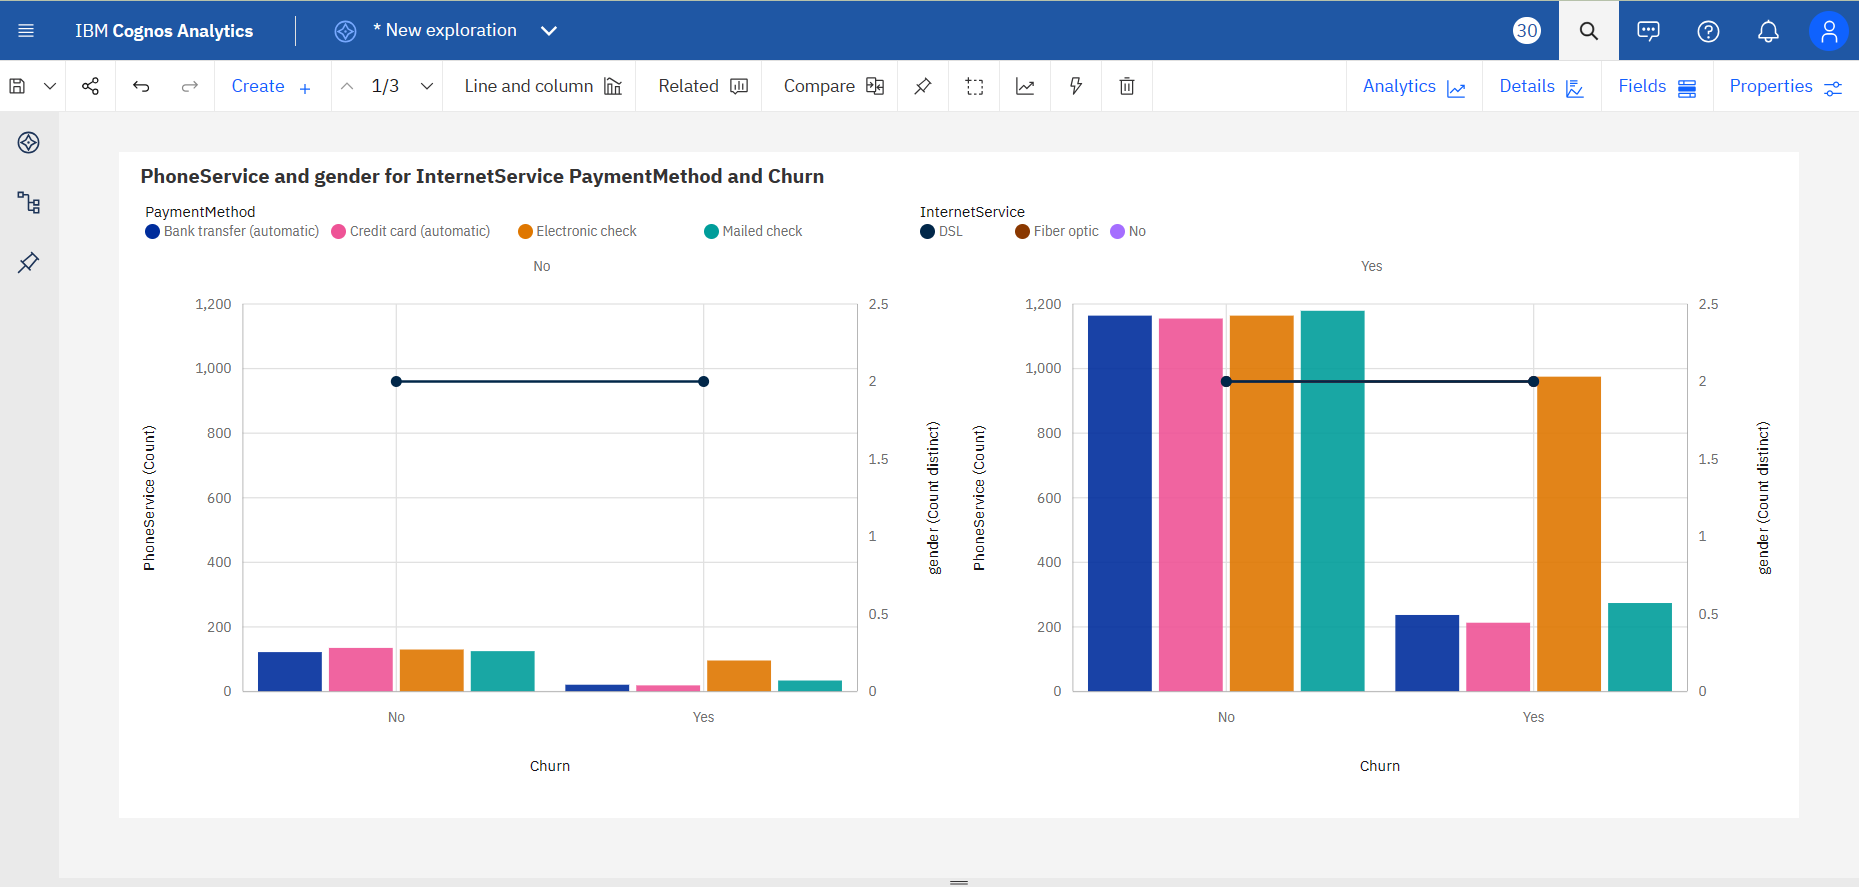 IBM Cognos Analytics
* New exploration
30
Create +
1/3
Line and column
Related
Compare
Analytics
Details
Fields
Properties
PhoneService and gender for InternetService PaymentMethod and Churn
PaymentMethod
Bank transfer (automatic)
Credit card (automatic)
Electronic check
Mailed check
InternetService
DSL
Fiber optic
No
No
1,200
1,000
800
600
400
200
0
PhoneService (Count)
2.5
2
1.5
1
0.5
0
gender (Count distinct)
No
Yes
Churn
Yes
1,200
1,000
800
600
400
200
0
PhoneService (Count)
2.5
2
1.5
1
0.5
0
gender (Count distinct)
No
Yes
Churn